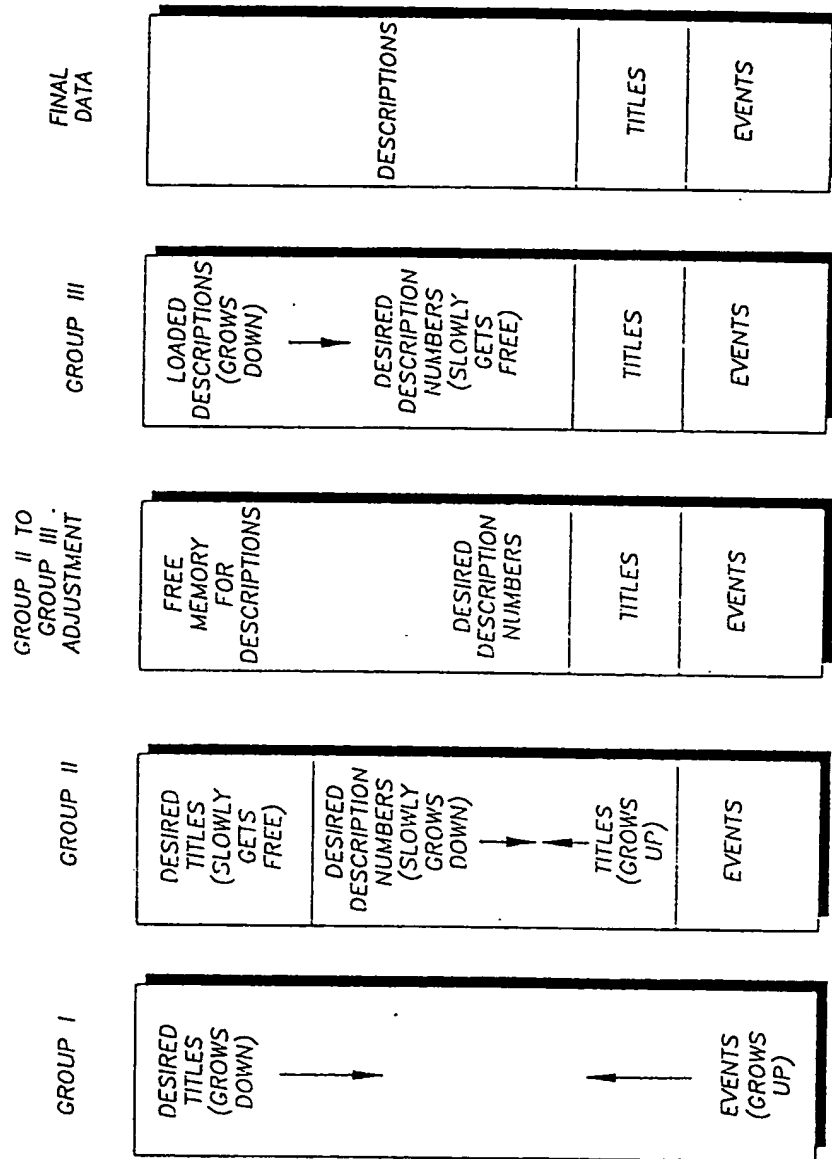 GROUP I
DESIRED
TITLES
(GROWS
DOWN)
EVENTS
(GROWS
UP)
GROUP II
DESIRED
TITLES
(SLOWLY
GETS
FREE)
DESIRED
DESCRIPTION
NUMBERS
(SLOWLY
GROWS
DOWN)
TITLES
(GROWS
UP)
EVENTS
GROUP II TO
GROUP III
ADJUSTMENT
FREE
MEMORY
FOR
DESCRIPTIONS
DESIRED
DESCRIPTION
NUMBERS
TITLES
EVENTS
GROUP III
LOADED
DESCRIPTIONS
(GROWS
DOWN)
DESIRED
DESCRIPTION
NUMBERS
(SLOWLY
GETS
FREE)
TITLES
EVENTS
FINAL
DATA
DESCRIPTIONS
TITLES
EVENTS